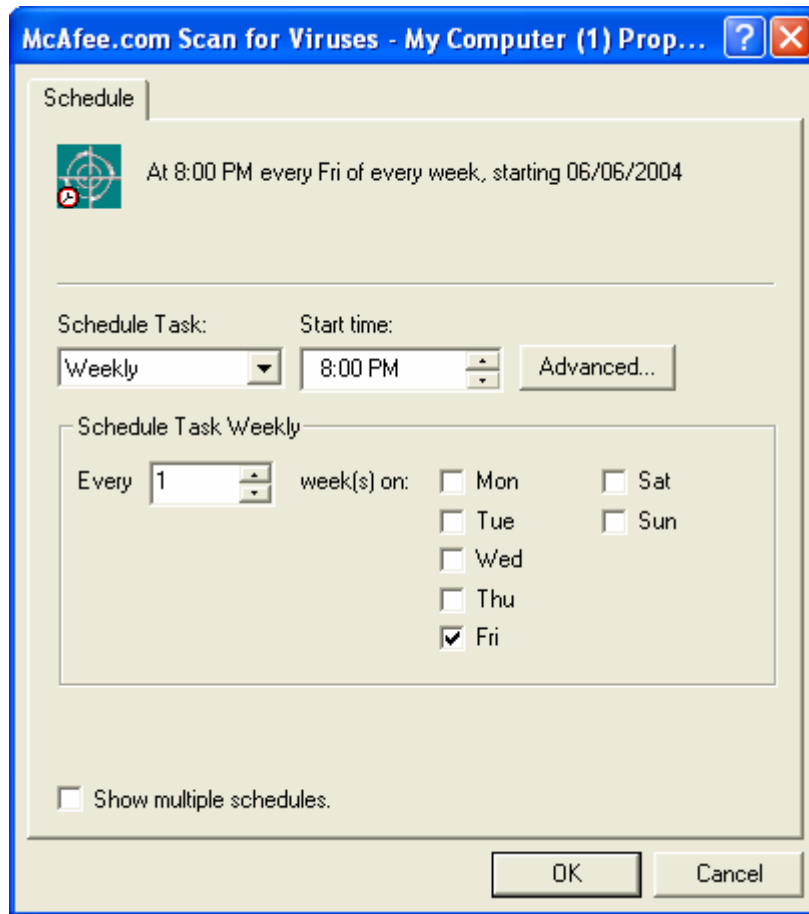 McAfee.com Scan for Viruses - My Computer (1) Prop...
Schedule
At 8:00 PM every Fri of every week, starting 06/06/2004
Schedule Task:
Start time:
Weekly
8:00 PM
Advanced...
Schedule Task Weekly
Every 1 week(s) on:
Mon
Sat
Tue
Sun
Wed
Thu
Fri
Show multiple schedules.
OK
Cancel